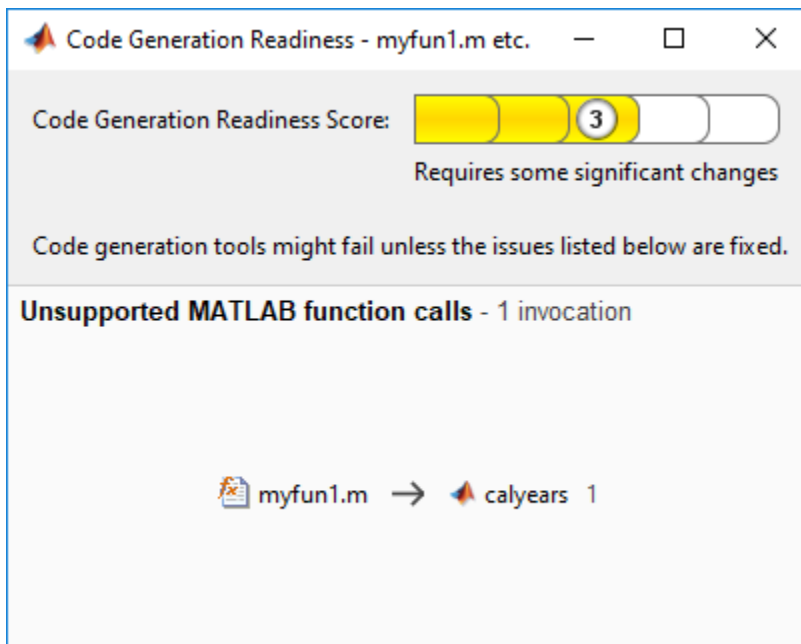 Code Generation Readiness - myfun1.m etc.
Code Generation Readiness Score:
3
Requires some significant changes
Code generation tools might fail unless the issues listed below are fixed.
Unsupported MATLAB function calls - 1 invocation
fx myfun1.m → calyears 1